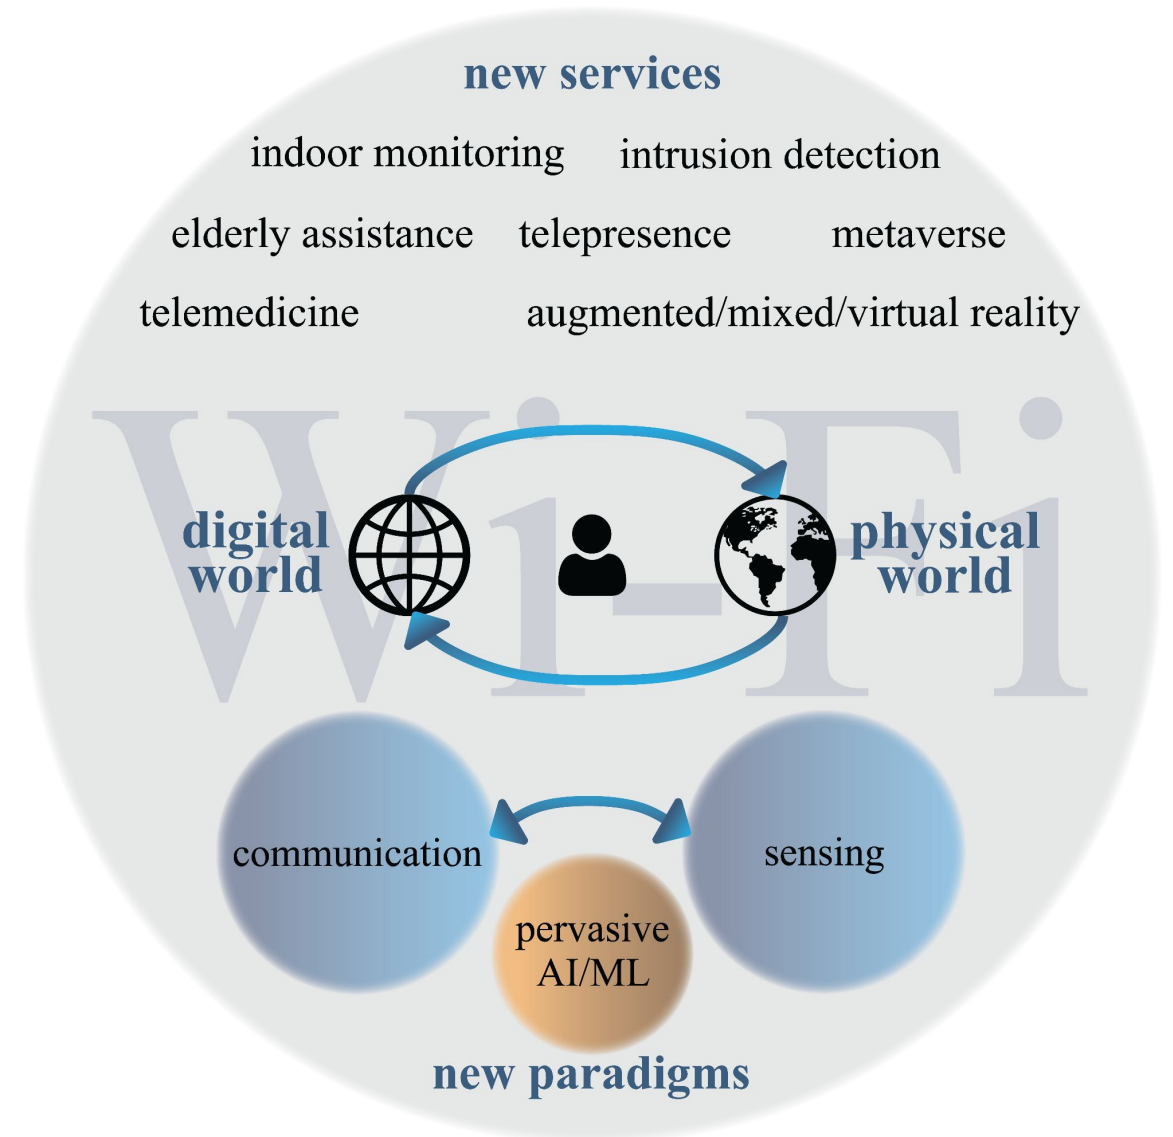 new services
indoor monitoring
intrusion detection
elderly assistance
telepresence
metaverse
telemedicine
augmented/mixed/virtual reality
Wi-Fi
digital
world
physical
world
communication
sensing
pervasive
AI/ML
new paradigms